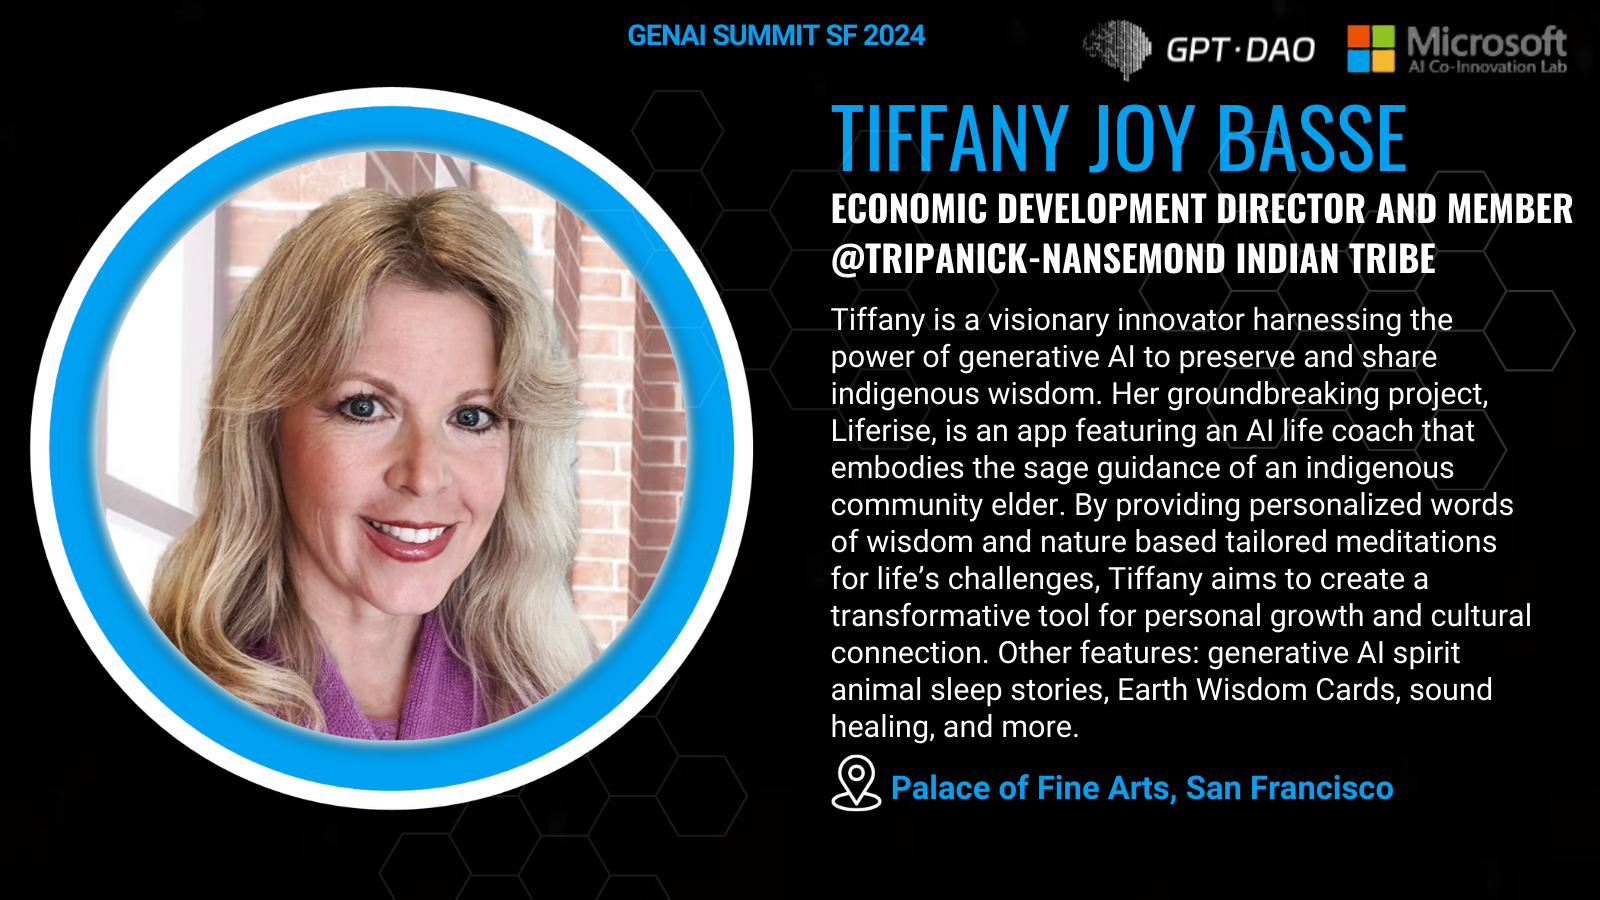 GENAI SUMMIT SF 2024
GPT·DAO
Microsoft
AI Co-Innovation Lab
TIFFANY JOY BASSE
ECONOMIC DEVELOPMENT DIRECTOR AND MEMBER
@TRIPANICK-NANSEMOND INDIAN TRIBE
Tiffany is a visionary innovator harnessing the
power of generative AI to preserve and share
indigenous wisdom. Her groundbreaking project,
Liferise, is an app featuring an AI life coach that
embodies the sage guidance of an indigenous
community elder. By providing personalized words
of wisdom and nature based tailored meditations
for life’s challenges, Tiffany aims to create a
transformative tool for personal growth and cultural
connection. Other features: generative AI spirit
animal sleep stories, Earth Wisdom Cards, sound
healing, and more.
Palace of Fine Arts, San Francisco